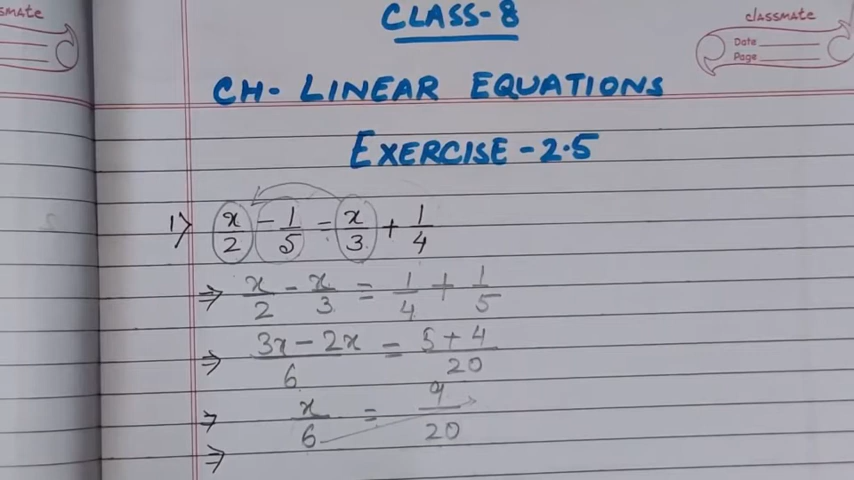 ssmate
classmate
Date
Page
CLASS-8
CH- LINEAR EQUATIONS
EXERCISE-2.5
1) x/2 - 1/5 = x/3 + 1/4
⇒ x/2 - x/3 = 1/4 + 1/5
⇒ 3x - 2x/6 = 5+4/20
⇒ x/6 = 9/20
⇒